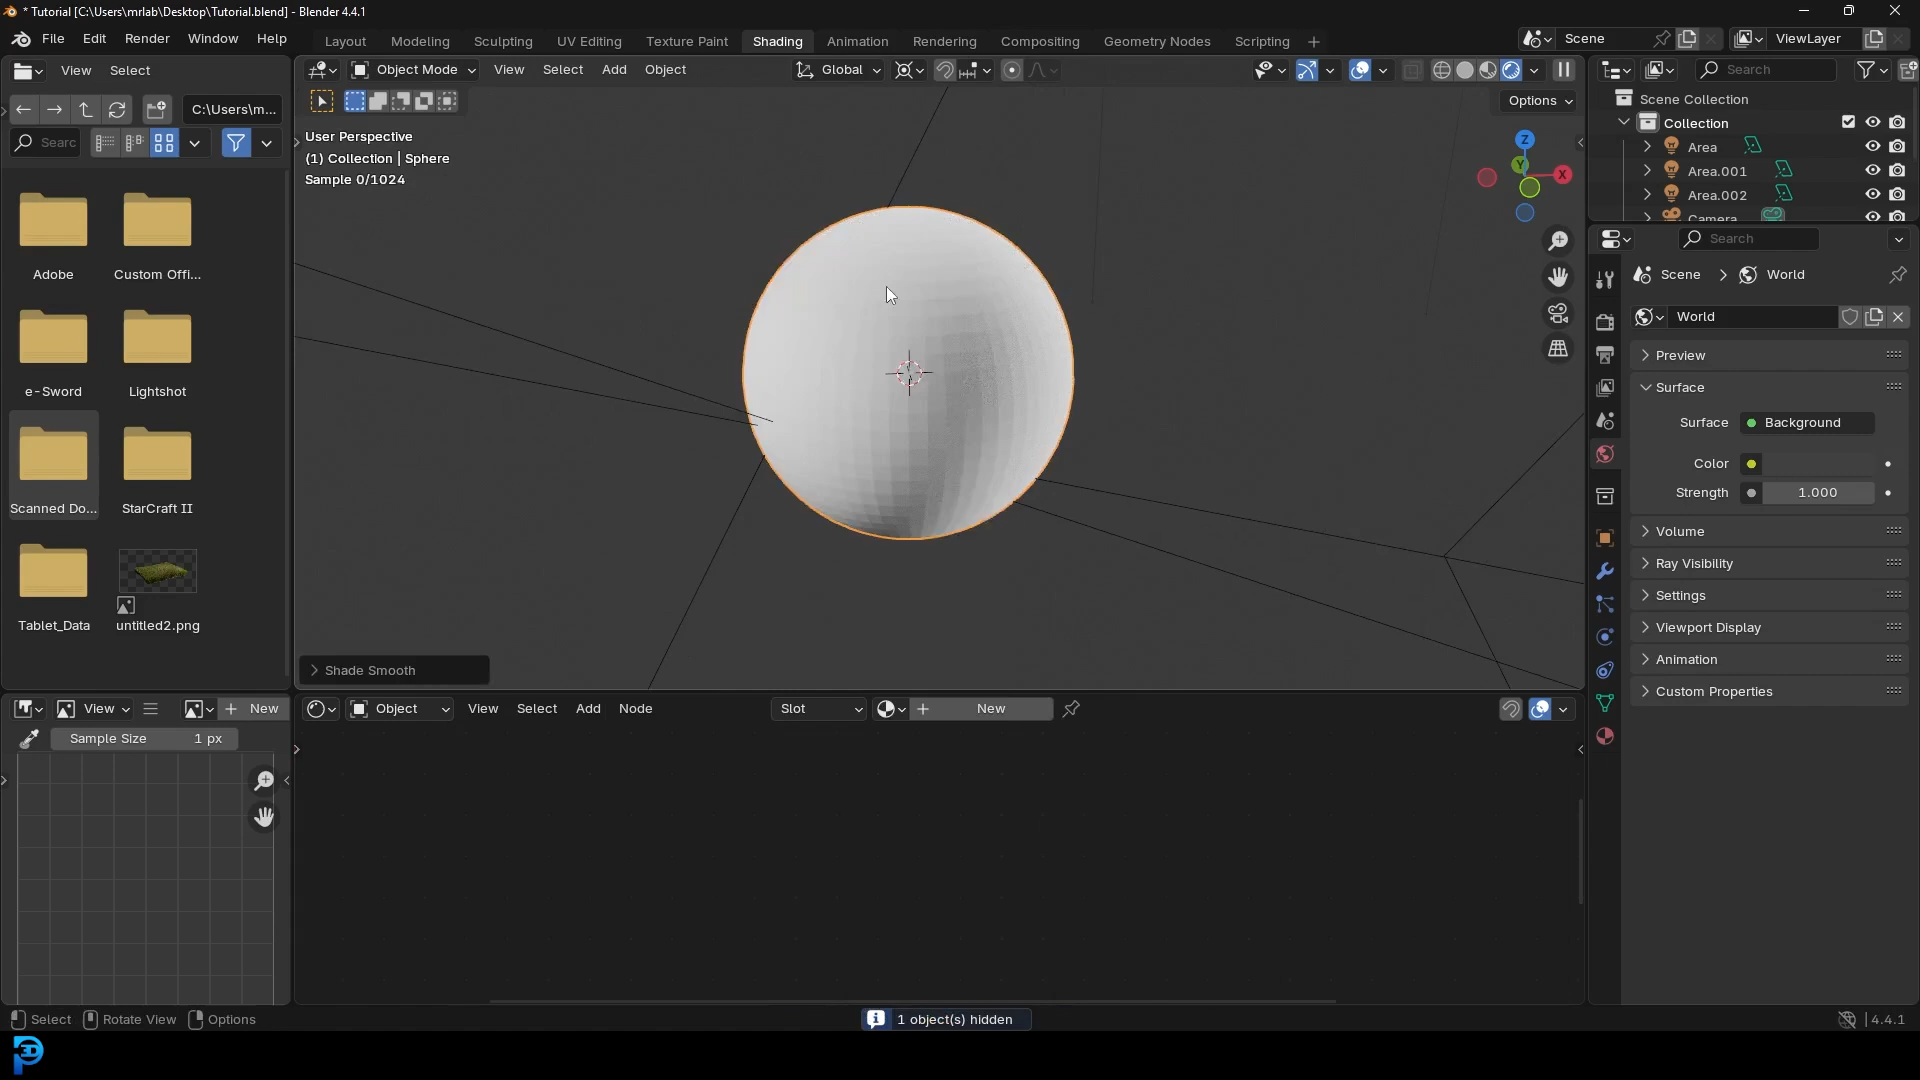 * Tutorial [C:\Users\mrlab\Desktop\Tutorial.blend] - Blender 4.4.1
File Edit Render Window Help
Layout Modeling Sculpting UV Editing Texture Paint Shading Animation Rendering Compositing Geometry Nodes Scripting +
Scene
ViewLayer
View Select
Object Mode View Select Add Object
Global
Search
C:\Users\m...
Options
Searc
User Perspective
(1) Collection | Sphere
Sample 0/1024
Z
Y
X
Scene Collection
Collection
Area
Area.001
Area.002
Camera
Search
Scene > World
World
Preview
Surface
Surface Background
Color
Strength 1.000
Volume
Ray Visibility
Settings
Viewport Display
Animation
Custom Properties
Adobe Custom Offi...
e-Sword Lightshot
Scanned Do... StarCraft II
Tablet_Data untitled2.png
Shade Smooth
View New
Sample Size 1 px
Object View Select Add Node
Slot New
Select Rotate View Options
1 object(s) hidden
4.4.1
3D